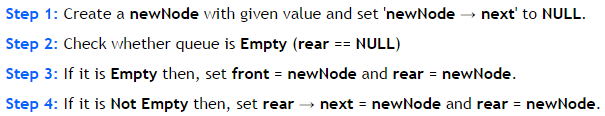 Step 1: Create a newNode with given value and set 'newNode → next' to NULL.
Step 2: Check whether queue is Empty (rear == NULL)
Step 3: If it is Empty then, set front = newNode and rear = newNode.
Step 4: If it is Not Empty then, set rear → next = newNode and rear = newNode.